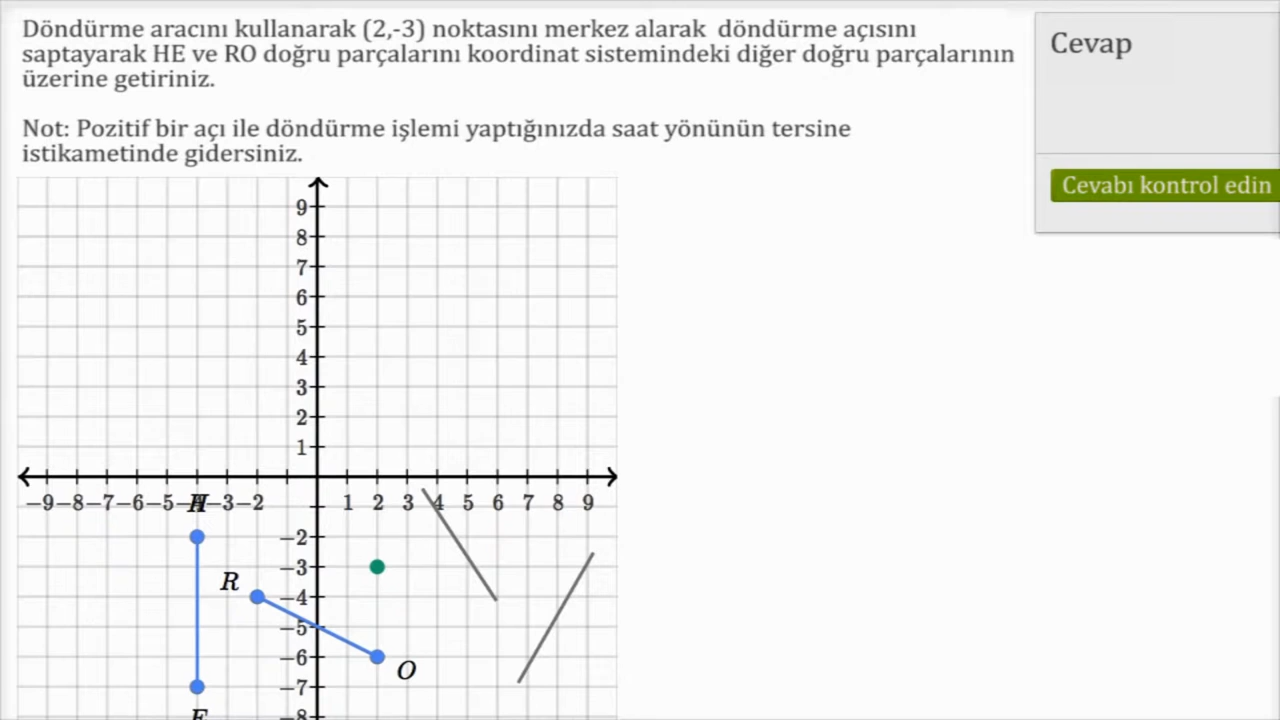 Döndürme aracını kullanarak (2,-3) noktasını merkez alarak  döndürme açısını
saptayarak HE ve RO doğru parçalarını koordinat sistemindeki diğer doğru parçalarının
üzerine getiriniz.
Not: Pozitif bir açı ile döndürme işlemi yaptığınızda saat yönünün tersine
istikametinde gidersiniz.
Cevap
Cevabı kontrol edin
9
8
7
6
5
4
3
2
1
−9 −8 −7 −6 −5 −3 −2 1 2 3 4 5 6 7 8 9
H
−2
−3
R
−4
−5
−6
O
−7
−8